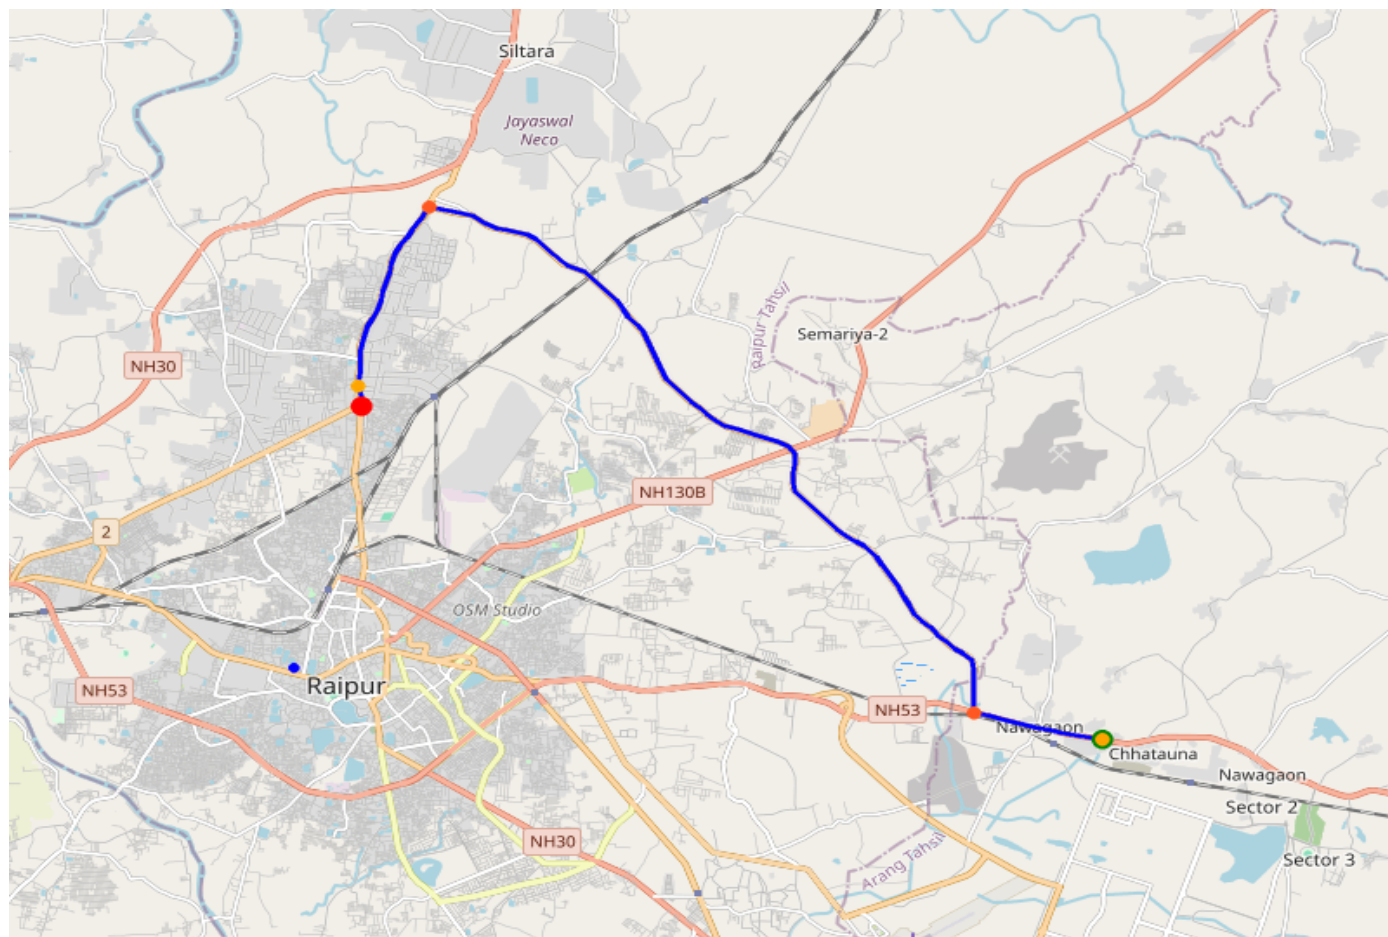 Siltara
Jayaswal
Neco
Raipur Tahsil
Semariya-2
NH30
NH130B
2
OSM Studio
Raipur
NH53
NH53
Nawagaon
Chhatauna
Nawagaon
Sector 2
NH30
Arang Tahsil
Sector 3